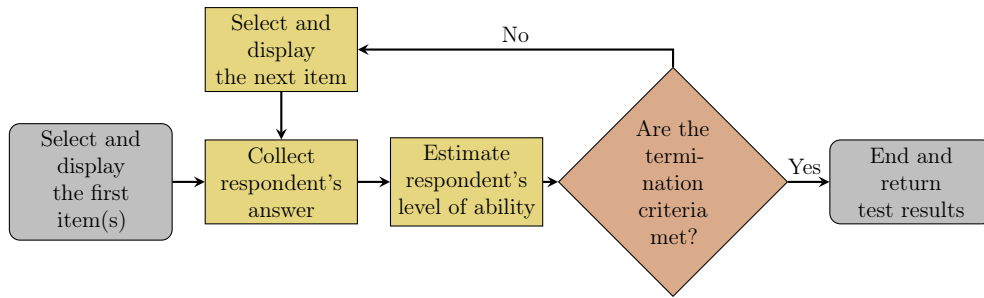 Select and
display
the next item
No
Select and
display
the first
item(s)
Collect
respondent's
answer
Estimate
respondent's
level of ability
Are the
termi-
nation
criteria
met?
Yes
End and
return
test results